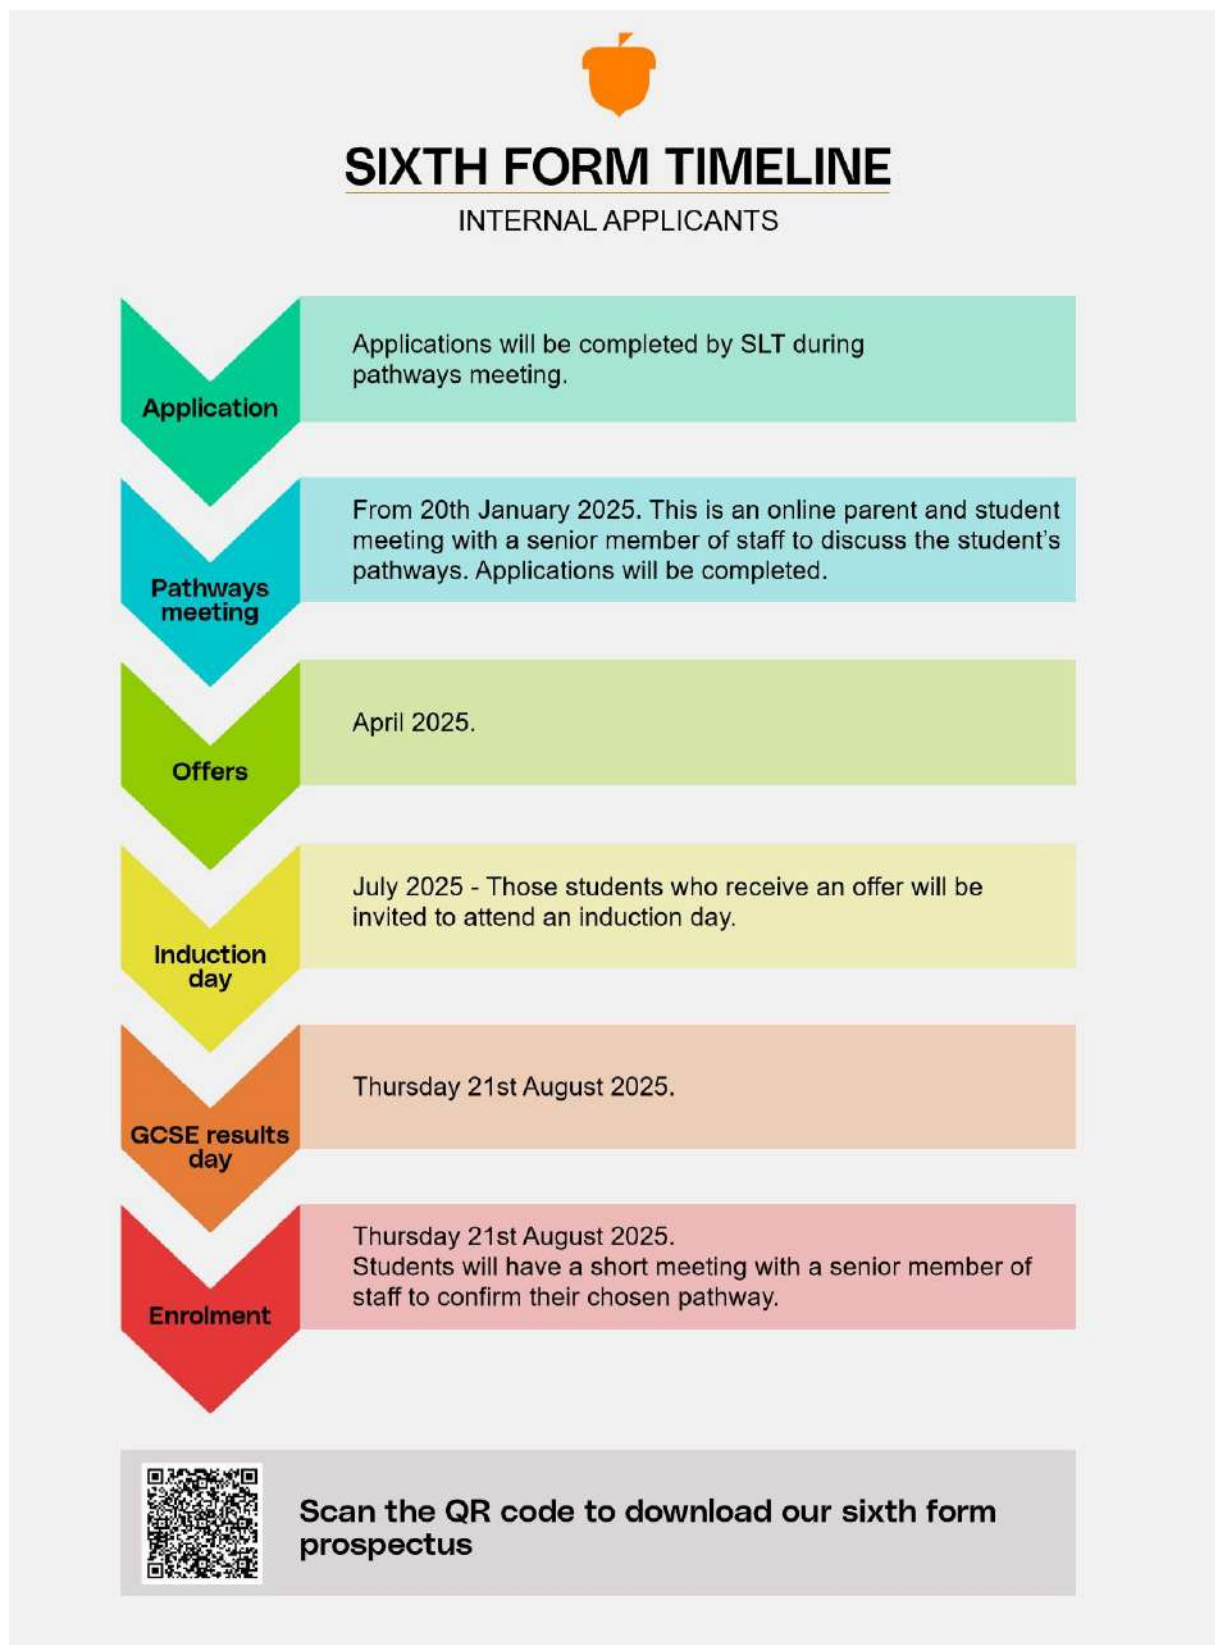 SIXTH FORM TIMELINE
INTERNAL APPLICANTS
Application
Applications will be completed by SLT during
pathways meeting.
Pathways
meeting
From 20th January 2025. This is an online parent and student
meeting with a senior member of staff to discuss the student's
pathways. Applications will be completed.
Offers
April 2025.
Induction
day
July 2025 - Those students who receive an offer will be
invited to attend an induction day.
GCSE results
day
Thursday 21st August 2025.
Enrolment
Thursday 21st August 2025.
Students will have a short meeting with a senior member of
staff to confirm their chosen pathway.
Scan the QR code to download our sixth form
prospectus